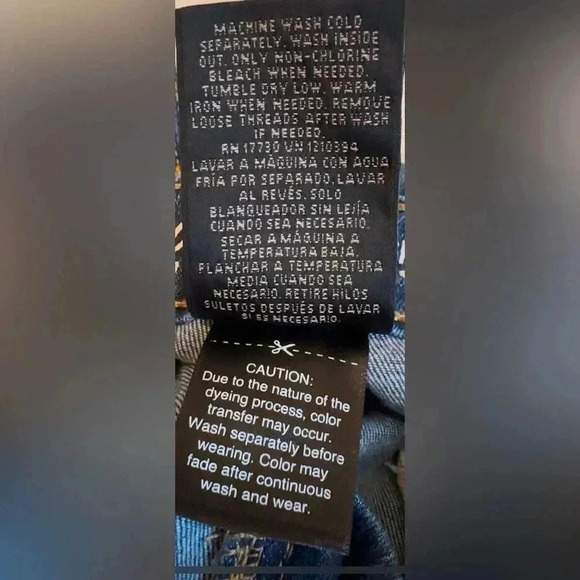 MACHINE WASH COLD
SEPARATELY. WASH INSIDE
OUT. ONLY NON-CHLORINE
BLEACH WHEN NEEDED.
TUMBLE DRY LOW. WARM
IRON WHEN NEEDED. REMOVE
LOOSE THREADS AFTER WASH
IF NEEDED.
RN 17730 VN 1210394
LAVAR A MÁQUINA CON AGUA
FRÍA POR SEPARADO. LAVAR
AL REVÉS. SOLO
BLANQUEADOR SIN LEJÍA
CUANDO SEA NECESARIO.
SECAR A MÁQUINA A
TEMPERATURA BAJA.
PLANCHAR A TEMPERATURA
MEDIA CUANDO SEA
NECESARIO. RETIRE HILOS
SULETOS DESPUÉS DE LAVAR
SI ES NECESARIO.
CAUTION:
Due to the nature of the
dyeing process, color
transfer may occur.
Wash separately before
wearing. Color may
fade after continuous
wash and wear.